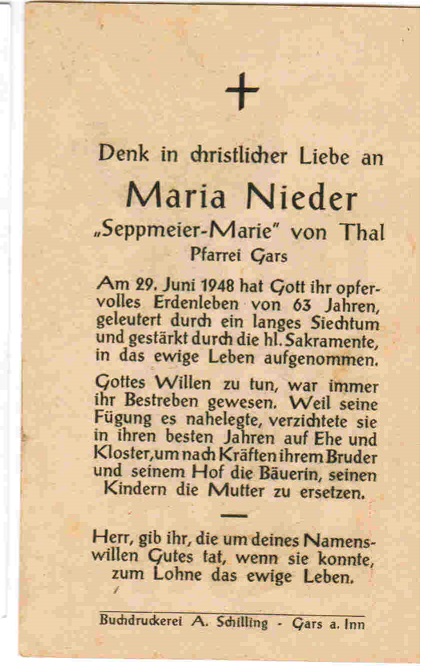 Denk in christlicher Liebe an
Maria Nieder
„Seppmeier-Marie" von Thal
Pfarrei Gars
Am 29. Juni 1948 hat Gott ihr opfer-
volles Erdenleben von 63 Jahren,
geleutert durch ein langes Siechtum
und gestärkt durch die hl. Sakramente,
in das ewige Leben aufgenommen.
Gottes Willen zu tun, war immer
ihr Bestreben gewesen. Weil seine
Fügung es nahelegte, verzichtete sie
in ihren besten Jahren auf Ehe und
Kloster, um nach Kräften ihrem Bruder
und seinem Hof die Bäuerin, seinen
Kindern die Mutter zu ersetzen.
Herr, gib ihr, die um deines Namens-
willen Gutes tat, wenn sie konnte,
zum Lohne das ewige Leben.
Buchdruckerei A. Schilling - Gars a. Inn